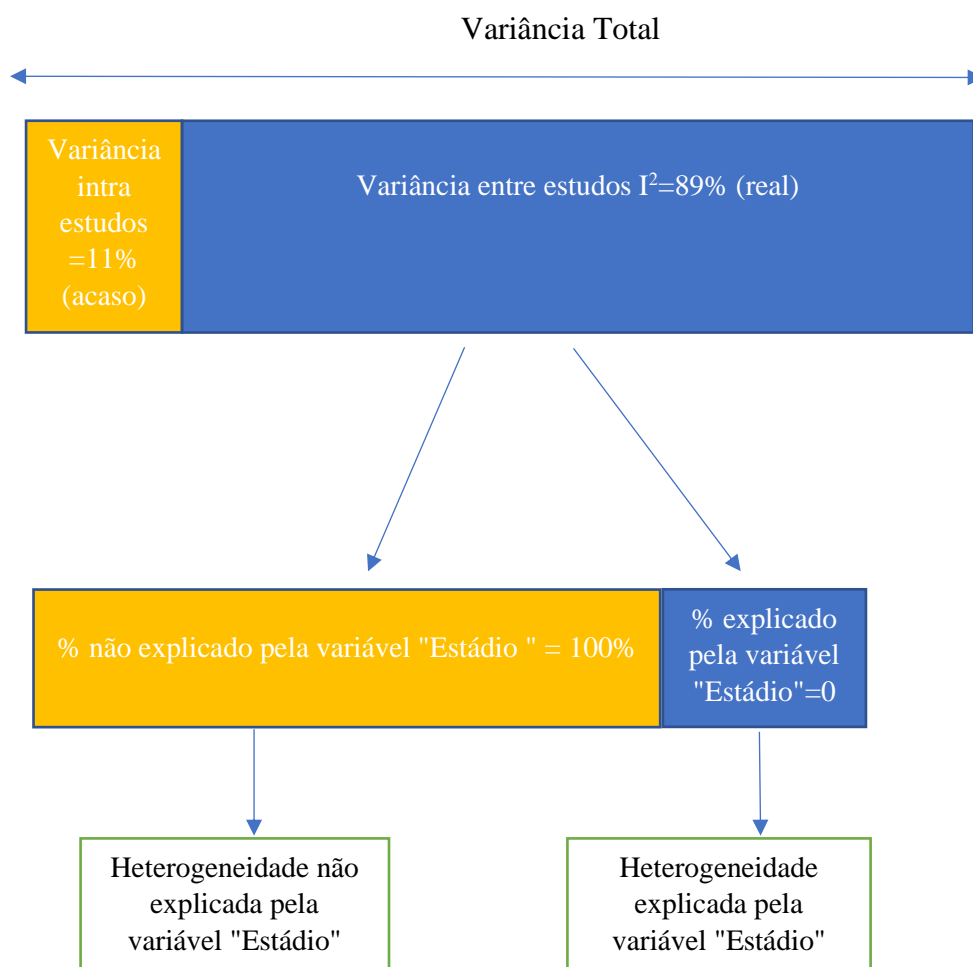 Variância Total
Variância
intra
estudos
=11%
(acaso)
Variância entre estudos I²=89% (real)
% não explicado pela variável "Estádio " = 100%
% explicado
pela variável
"Estádio"=0
Heterogeneidade não
explicada pela
variável "Estádio"
Heterogeneidade
explicada pela
variável "Estádio"